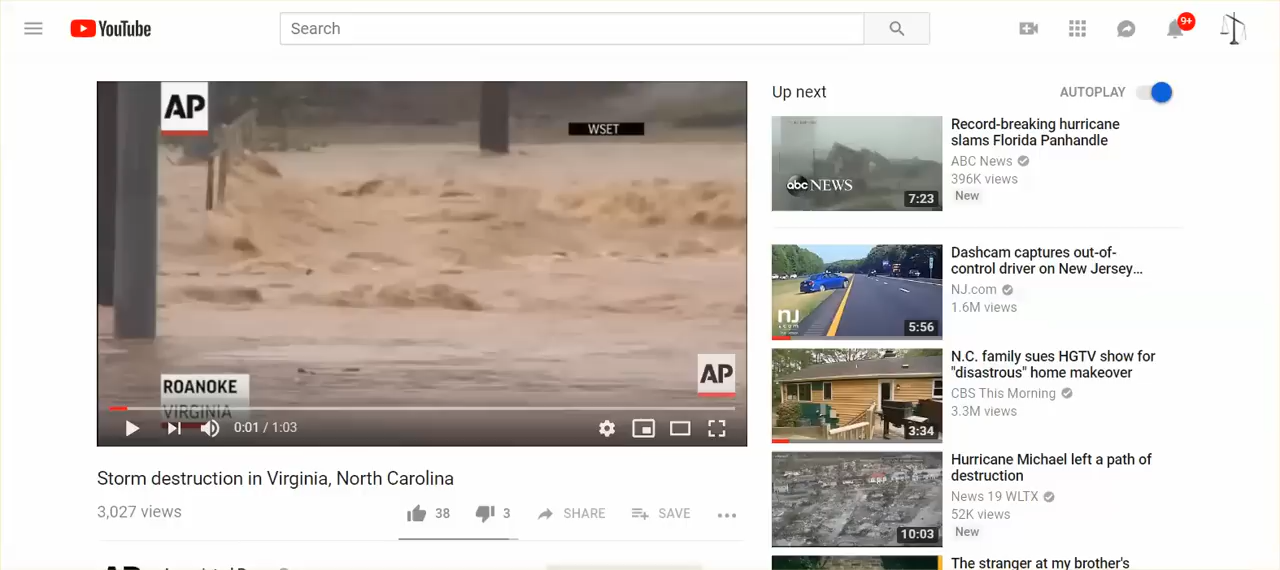 YouTube
Search
9+
AP
WSET
AP
ROANOKE
VIRGINIA
0:01 / 1:03
Storm destruction in Virginia, North Carolina
3,027 views
38
3
SHARE
SAVE
Up next
AUTOPLAY
abc NEWS
7:23
Record-breaking hurricane
slams Florida Panhandle
ABC News
396K views
New
nj
.com
5:56
Dashcam captures out-of-
control driver on New Jersey...
NJ.com
1.6M views
3:34
N.C. family sues HGTV show for
"disastrous" home makeover
CBS This Morning
3.3M views
10:03
Hurricane Michael left a path of
destruction
News 19 WLTX
52K views
New
The stranger at my brother's